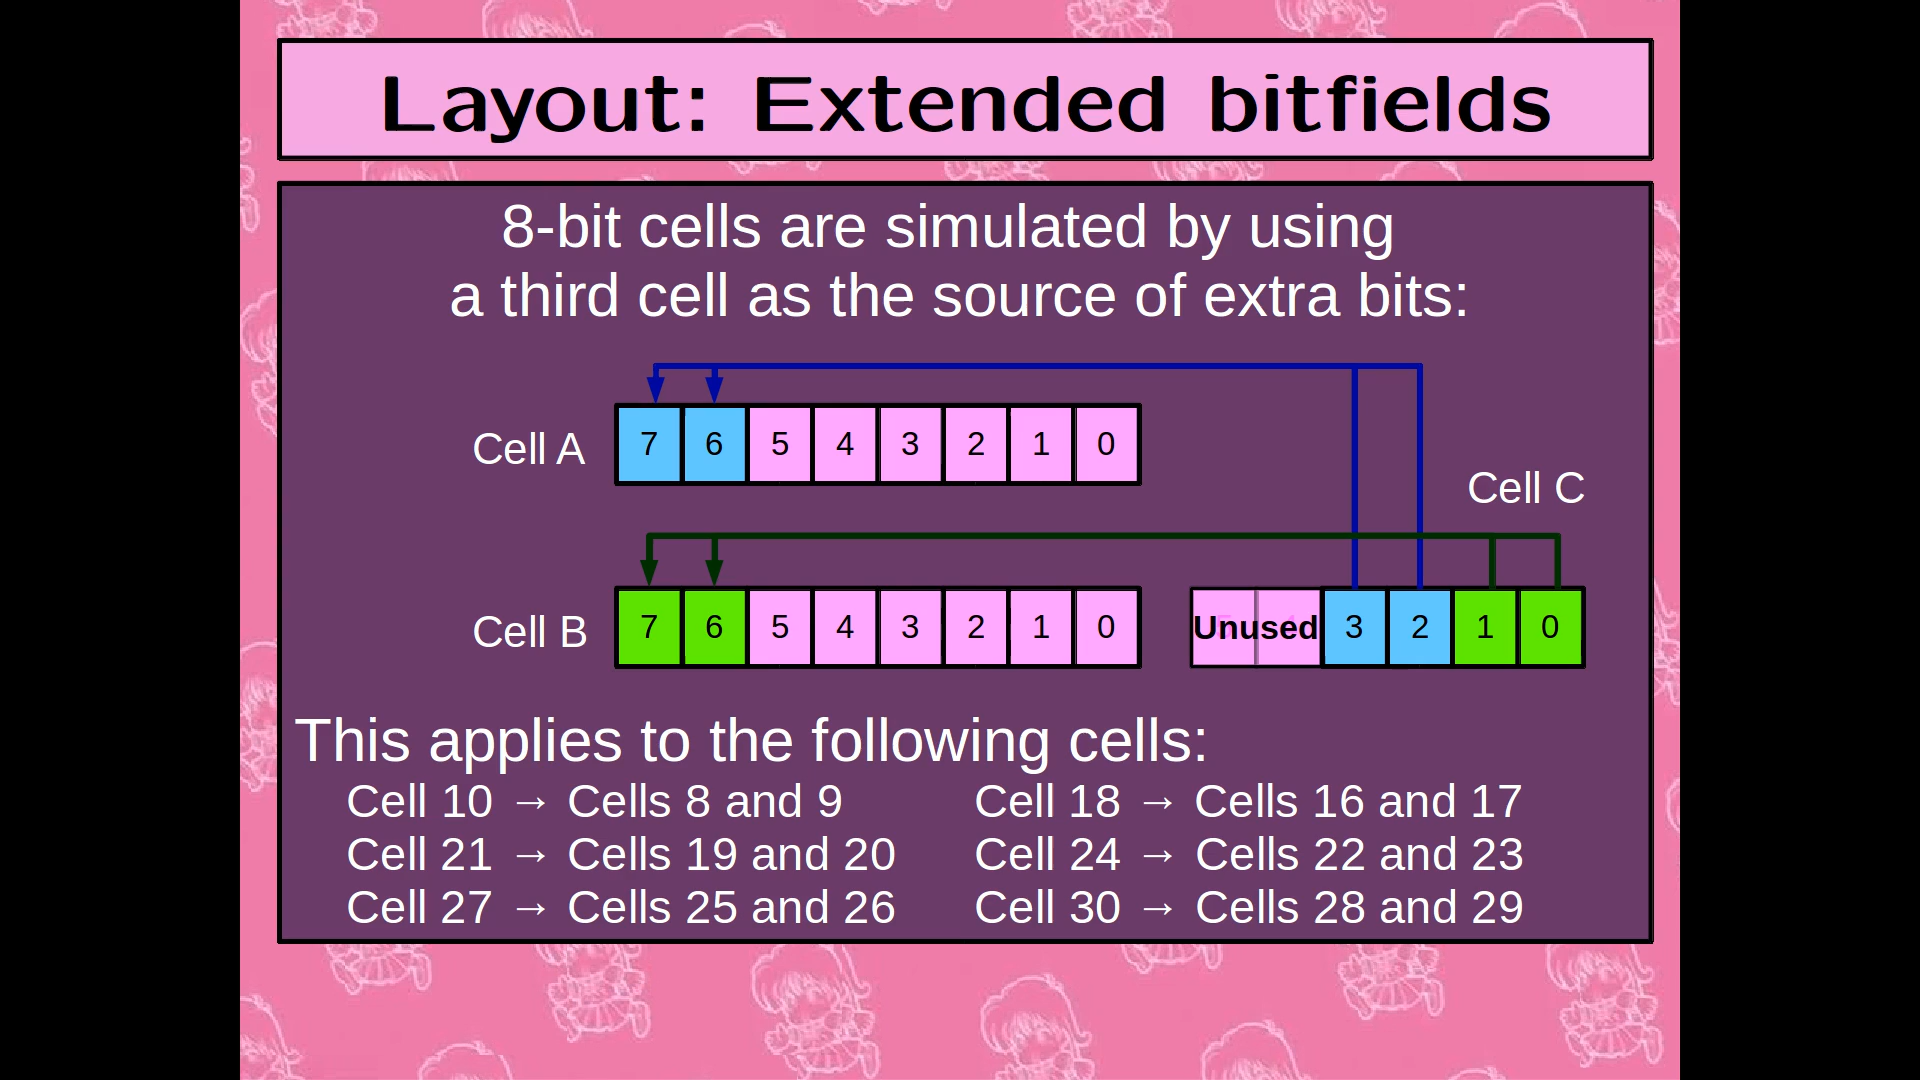 Layout: Extended bitfields
8-bit cells are simulated by using
a third cell as the source of extra bits:
Cell A 7 6 5 4 3 2 1 0
Cell C
Cell B 7 6 5 4 3 2 1 0 Unused 3 2 1 0
This applies to the following cells:
Cell 10 → Cells 8 and 9 Cell 18 → Cells 16 and 17
Cell 21 → Cells 19 and 20 Cell 24 → Cells 22 and 23
Cell 27 → Cells 25 and 26 Cell 30 → Cells 28 and 29